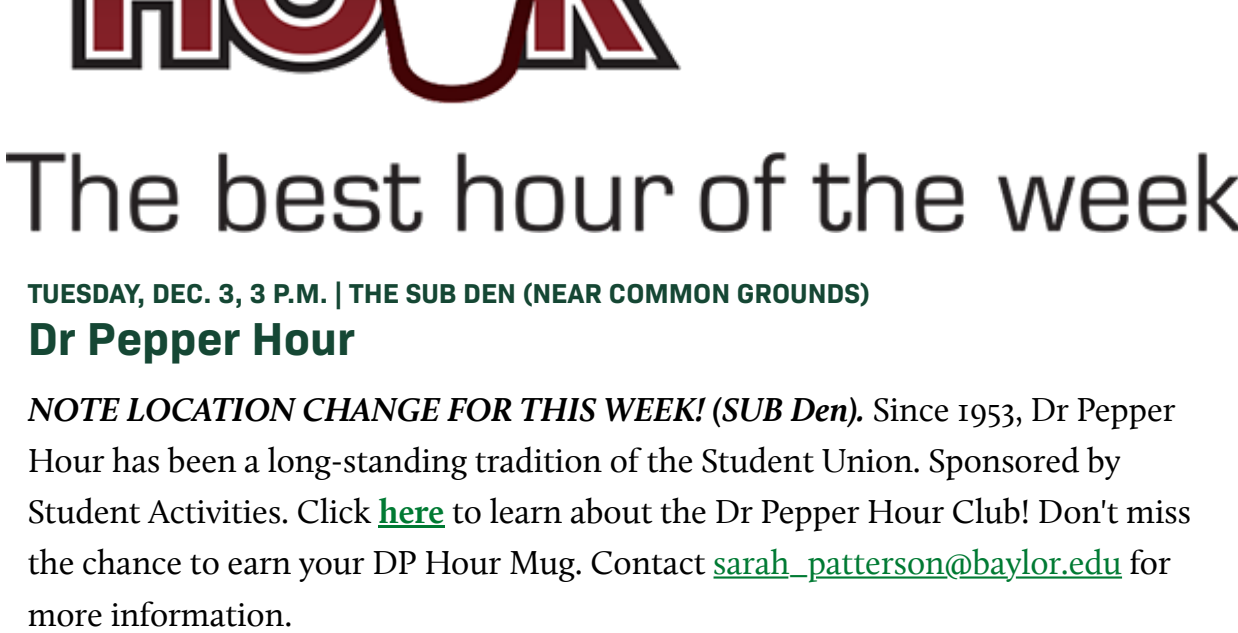 HOUR
The best hour of the week
TUESDAY, DEC. 3, 3 P.M. | THE SUB DEN (NEAR COMMON GROUNDS)
Dr Pepper Hour
NOTE LOCATION CHANGE FOR THIS WEEK! (SUB Den). Since 1953, Dr Pepper
Hour has been a long-standing tradition of the Student Union. Sponsored by
Student Activities. Click here to learn about the Dr Pepper Hour Club! Don't miss
the chance to earn your DP Hour Mug. Contact sarah_patterson@baylor.edu for
more information.